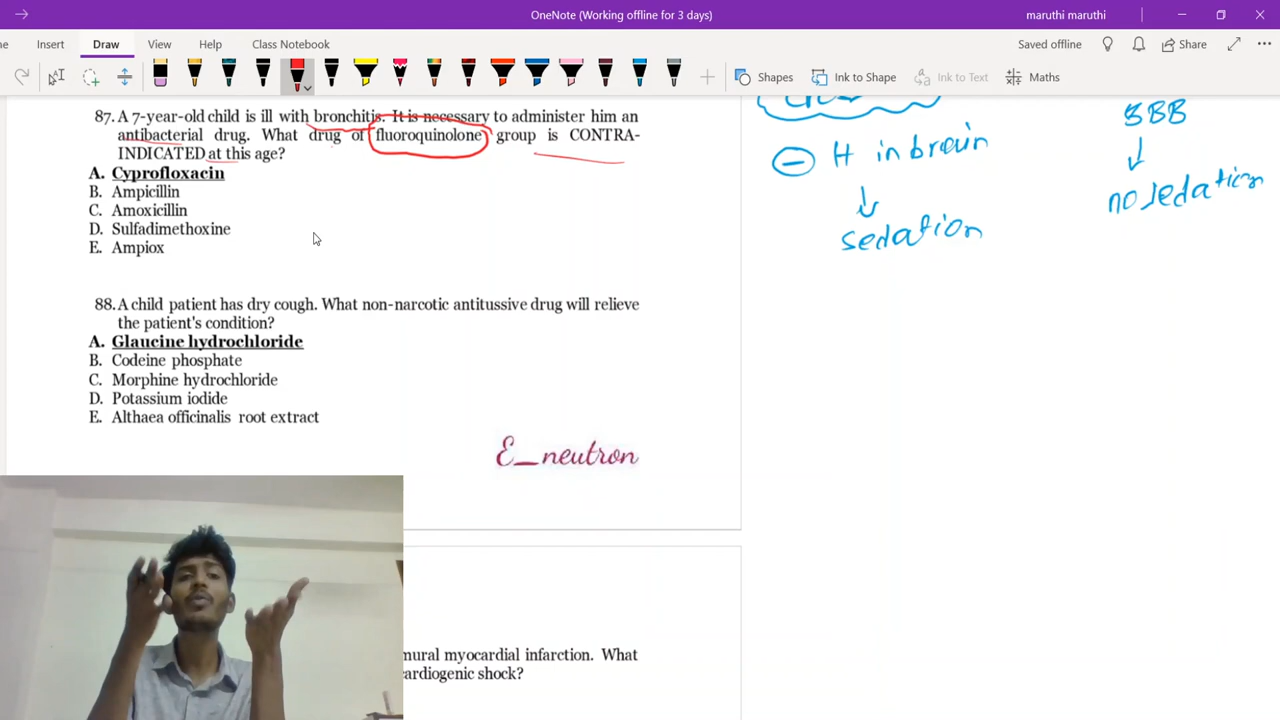 OneNote (Working offline for 3 days)
maruthi maruthi
Insert
Draw
View
Help
Class Notebook
Saved offline
Share
Shapes
Ink to Shape
Ink to Text
Maths
87. A 7-year-old child is ill with bronchitis. It is necessary to administer him an
antibacterial drug. What drug of fluoroquinolone group is CONTRA-
INDICATED at this age?
A. Cyprofloxacin
B. Ampicillin
C. Amoxicillin
D. Sulfadimethoxine
E. Ampiox
88. A child patient has dry cough. What non-narcotic antitussive drug will relieve
the patient's condition?
A. Glaucine hydrochloride
B. Codeine phosphate
C. Morphine hydrochloride
D. Potassium iodide
E. Althaea officinalis root extract
E_neutron
mural myocardial infarction. What
cardiogenic shock?
H in brain
sedation
BBB
no sedation